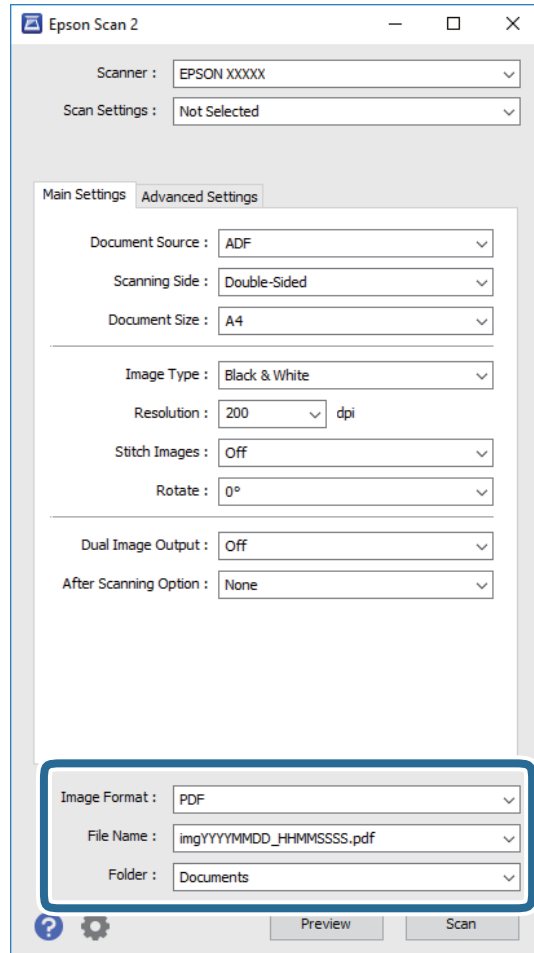 Epson Scan 2
Scanner : EPSON XXXXX
Scan Settings : Not Selected
Main Settings Advanced Settings
Document Source : ADF
Scanning Side : Double-Sided
Document Size : A4
Image Type : Black & White
Resolution : 200 dpi
Stitch Images : Off
Rotate : 0°
Dual Image Output : Off
After Scanning Option : None
Image Format : PDF
File Name : imgYYYYMMDD_HHMMSSSS.pdf
Folder : Documents
? Preview Scan